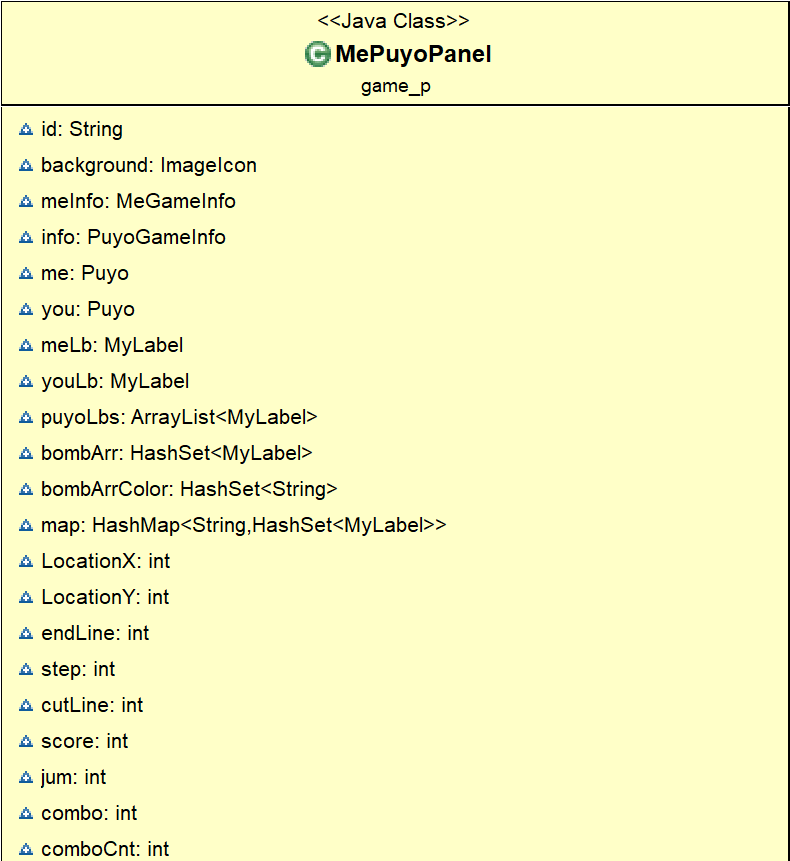 <<Java Class>>
MePuyoPanel
game_p
id: String
background: ImageIcon
meInfo: MeGameInfo
info: PuyoGameInfo
me: Puyo
you: Puyo
meLb: MyLabel
youLb: MyLabel
puyoLbs: ArrayList<MyLabel>
bombArr: HashSet<MyLabel>
bombArrColor: HashSet<String>
map: HashMap<String,HashSet<MyLabel>>
LocationX: int
LocationY: int
endLine: int
step: int
cutLine: int
score: int
jum: int
combo: int
comboCnt: int